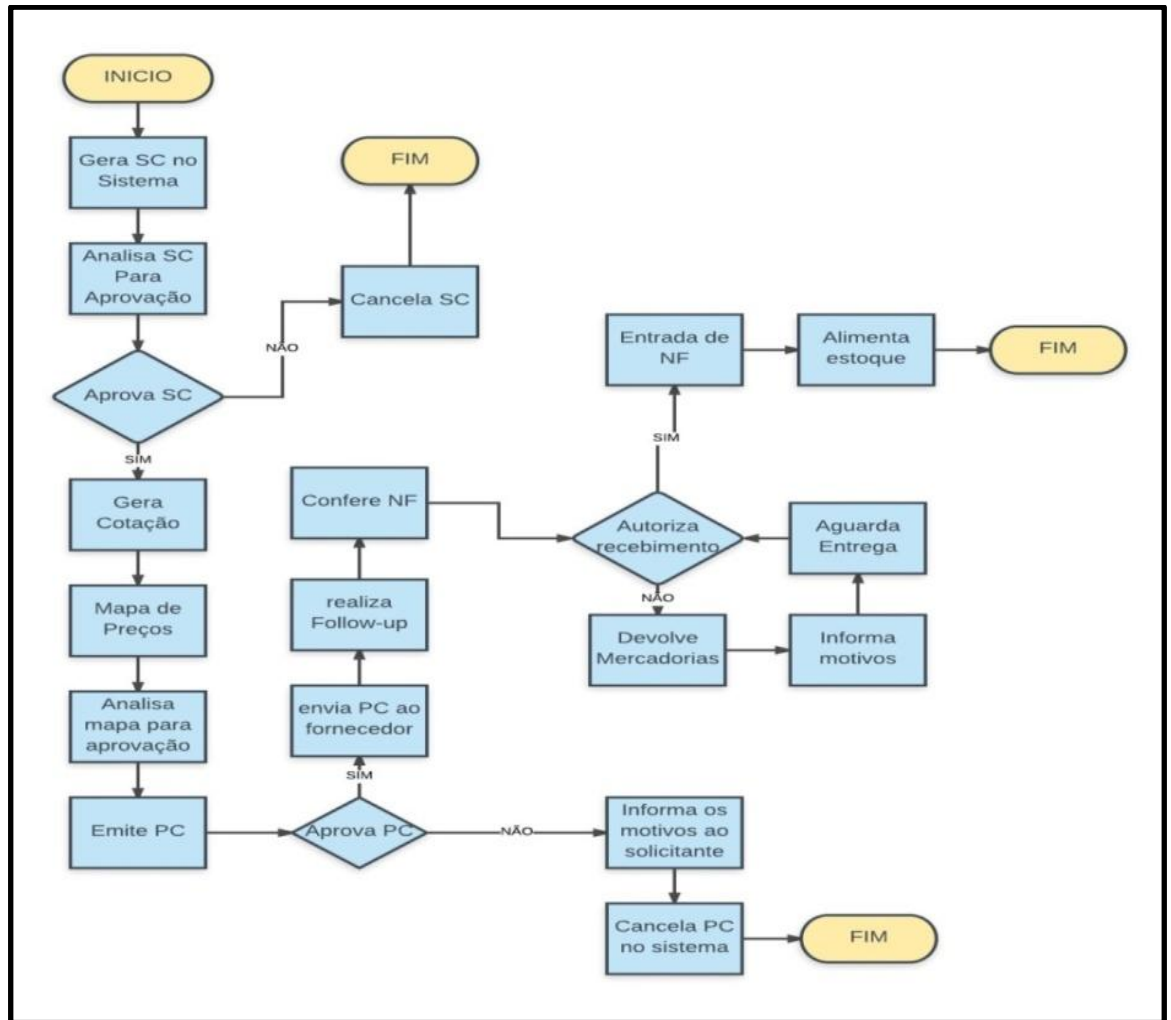 INICIO
Gera SC no
Sistema
Analisa SC
Para
Aprovação
Aprova SC
NÃO
Cancela SC
FIM
SIM
Gera
Cotação
Mapa de
Preços
Analisa
mapa para
aprovação
Emite PC
Aprova PC
SIM
envia PC ao
fornecedor
realiza
Follow-up
Confere NF
Autoriza
recebimento
SIM
Entrada de
NF
Alimenta
estoque
FIM
NÃO
Devolve
Mercadorias
Informa
motivos
Aguarda
Entrega
NÃO
Informa os
motivos ao
solicitante
Cancela PC
no sistema
FIM